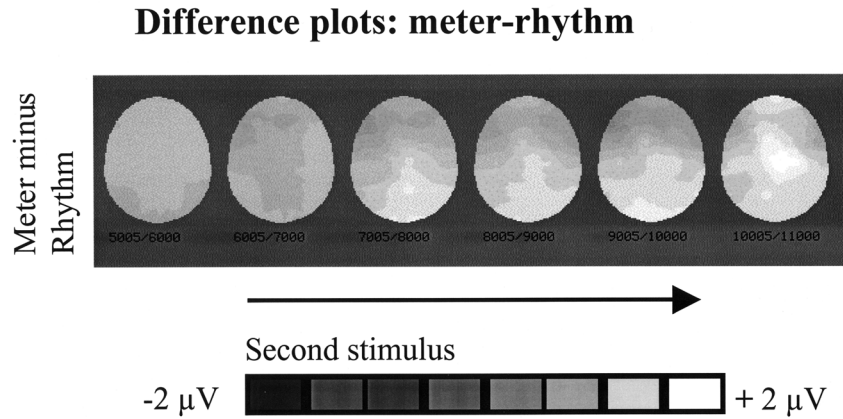 Difference plots: meter-rhythm
Meter minus
Rhythm
5005/6000 6005/7000 7005/8000 8005/9000 9005/10000 10005/11000
Second stimulus
-2 µV + 2 µV